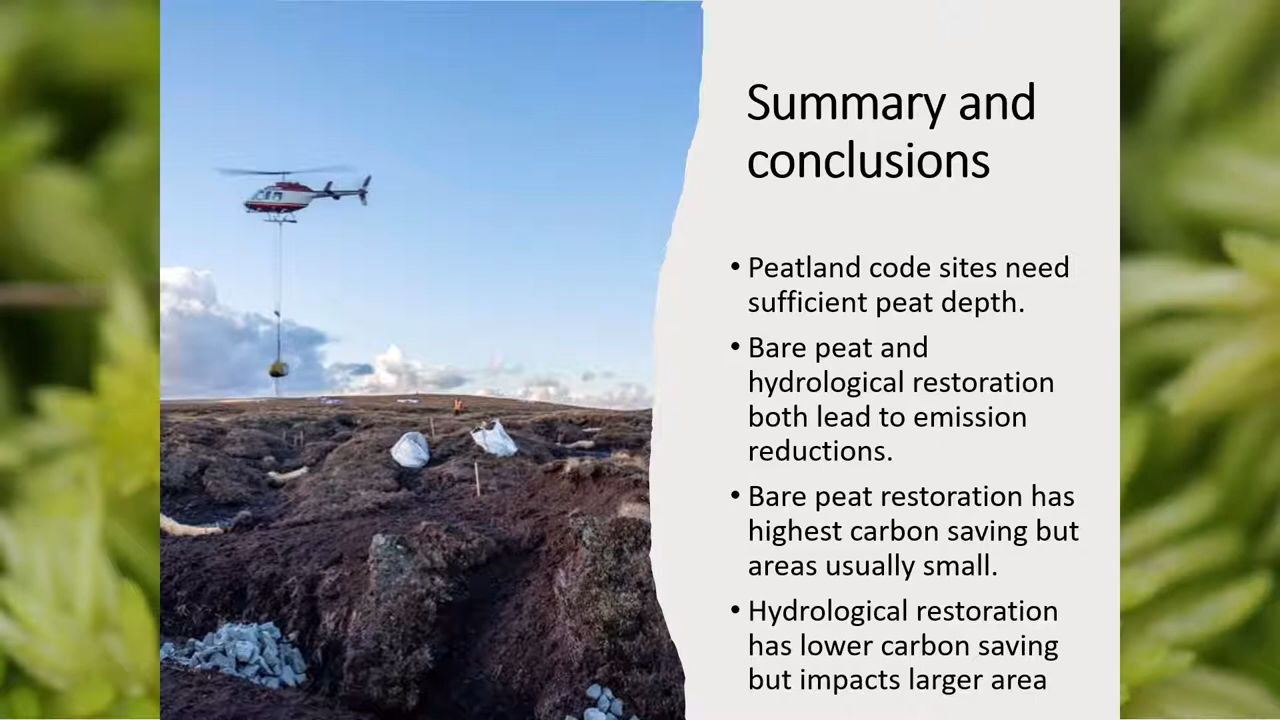 Summary and
conclusions
• Peatland code sites need
sufficient peat depth.
• Bare peat and
hydrological restoration
both lead to emission
reductions.
• Bare peat restoration has
highest carbon saving but
areas usually small.
• Hydrological restoration
has lower carbon saving
but impacts larger area